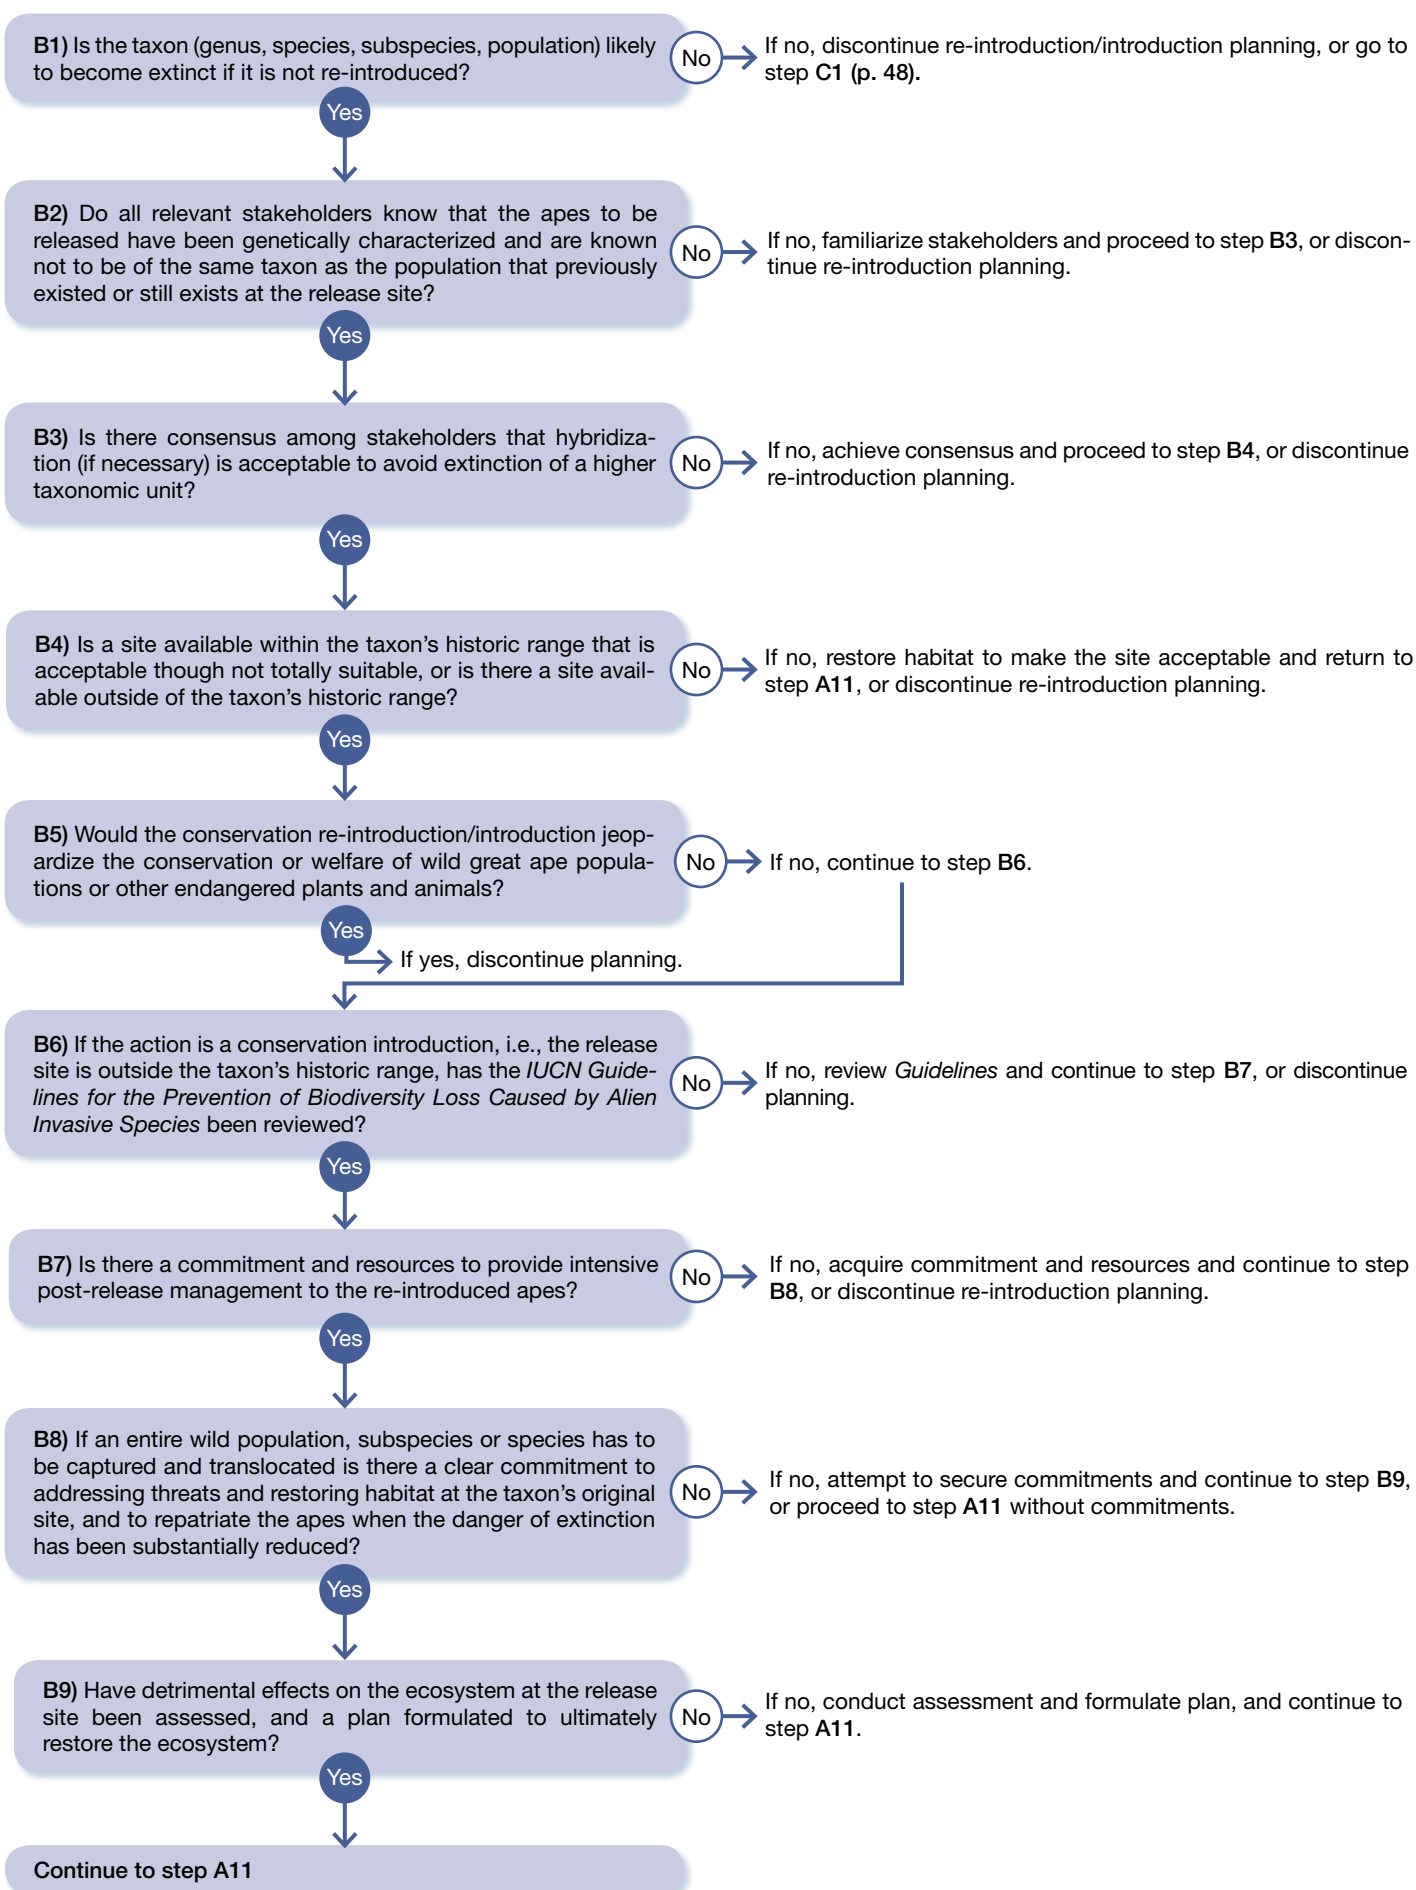 B1) Is the taxon (genus, species, subspecies, population) likely
to become extinct if it is not re-introduced?
No
If no, discontinue re-introduction/introduction planning, or go to
step C1 (p. 48).
Yes
B2) Do all relevant stakeholders know that the apes to be
released have been genetically characterized and are known
not to be of the same taxon as the population that previously
existed or still exists at the release site?
No
If no, familiarize stakeholders and proceed to step B3, or discon-
tinue re-introduction planning.
Yes
B3) Is there consensus among stakeholders that hybridiza-
tion (if necessary) is acceptable to avoid extinction of a higher
taxonomic unit?
No
If no, achieve consensus and proceed to step B4, or discontinue
re-introduction planning.
Yes
B4) Is a site available within the taxon's historic range that is
acceptable though not totally suitable, or is there a site avail-
able outside of the taxon's historic range?
No
If no, restore habitat to make the site acceptable and return to
step A11, or discontinue re-introduction planning.
Yes
B5) Would the conservation re-introduction/introduction jeop-
ardize the conservation or welfare of wild great ape popula-
tions or other endangered plants and animals?
No
If no, continue to step B6.
Yes
If yes, discontinue planning.
B6) If the action is a conservation introduction, i.e., the release
site is outside the taxon's historic range, has the IUCN Guide-
lines for the Prevention of Biodiversity Loss Caused by Alien
Invasive Species been reviewed?
No
If no, review Guidelines and continue to step B7, or discontinue
planning.
Yes
B7) Is there a commitment and resources to provide intensive
post-release management to the re-introduced apes?
No
If no, acquire commitment and resources and continue to step
B8, or discontinue re-introduction planning.
Yes
B8) If an entire wild population, subspecies or species has to
be captured and translocated is there a clear commitment to
addressing threats and restoring habitat at the taxon's original
site, and to repatriate the apes when the danger of extinction
has been substantially reduced?
No
If no, attempt to secure commitments and continue to step B9,
or proceed to step A11 without commitments.
Yes
B9) Have detrimental effects on the ecosystem at the release
site been assessed, and a plan formulated to ultimately
restore the ecosystem?
No
If no, conduct assessment and formulate plan, and continue to
step A11.
Yes
Continue to step A11